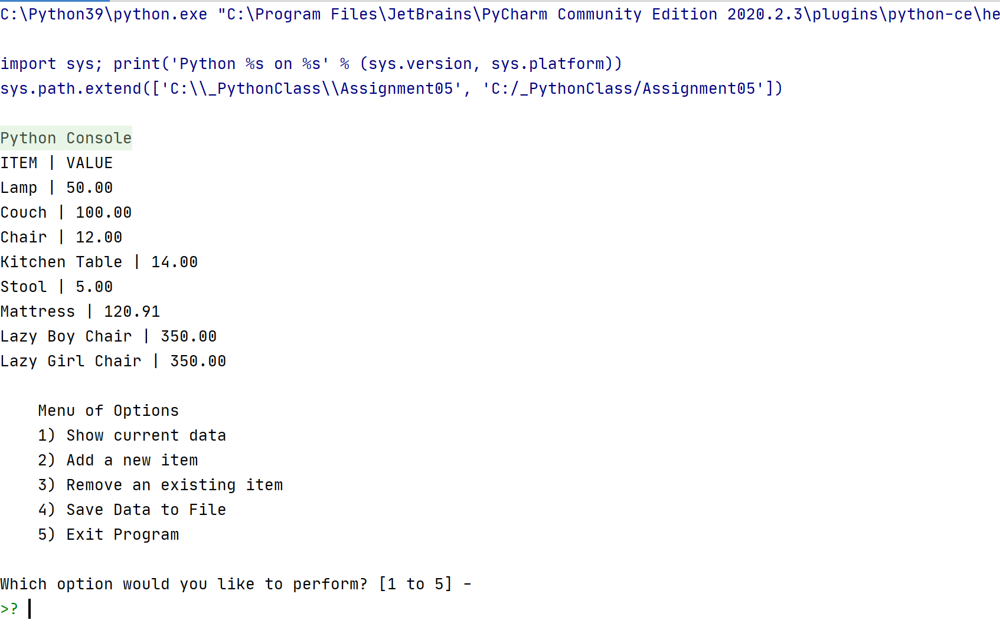 C:\Python39\python.exe "C:\Program Files\JetBrains\PyCharm Community Edition 2020.2.3\plugins\python-ce\he
import sys; print('Python %s on %s' % (sys.version, sys.platform))
sys.path.extend(['C:\\_PythonClass\\Assignment05', 'C:/_PythonClass/Assignment05'])
Python Console
ITEM | VALUE
Lamp | 50.00
Couch | 100.00
Chair | 12.00
Kitchen Table | 14.00
Stool | 5.00
Mattress | 120.91
Lazy Boy Chair | 350.00
Lazy Girl Chair | 350.00
Menu of Options
1) Show current data
2) Add a new item
3) Remove an existing item
4) Save Data to File
5) Exit Program
Which option would you like to perform? [1 to 5] -
>?